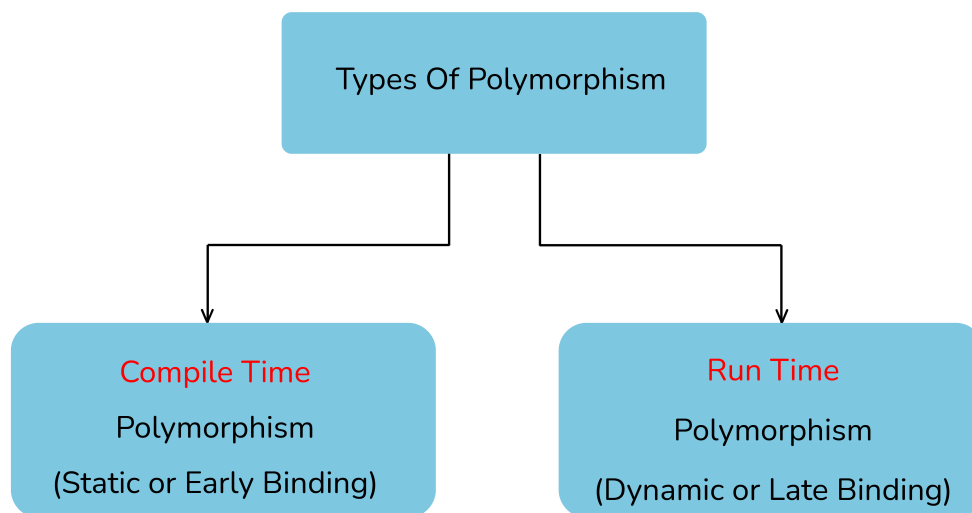 Types Of Polymorphism
Compile Time
Polymorphism
(Static or Early Binding)
Run Time
Polymorphism
(Dynamic or Late Binding)